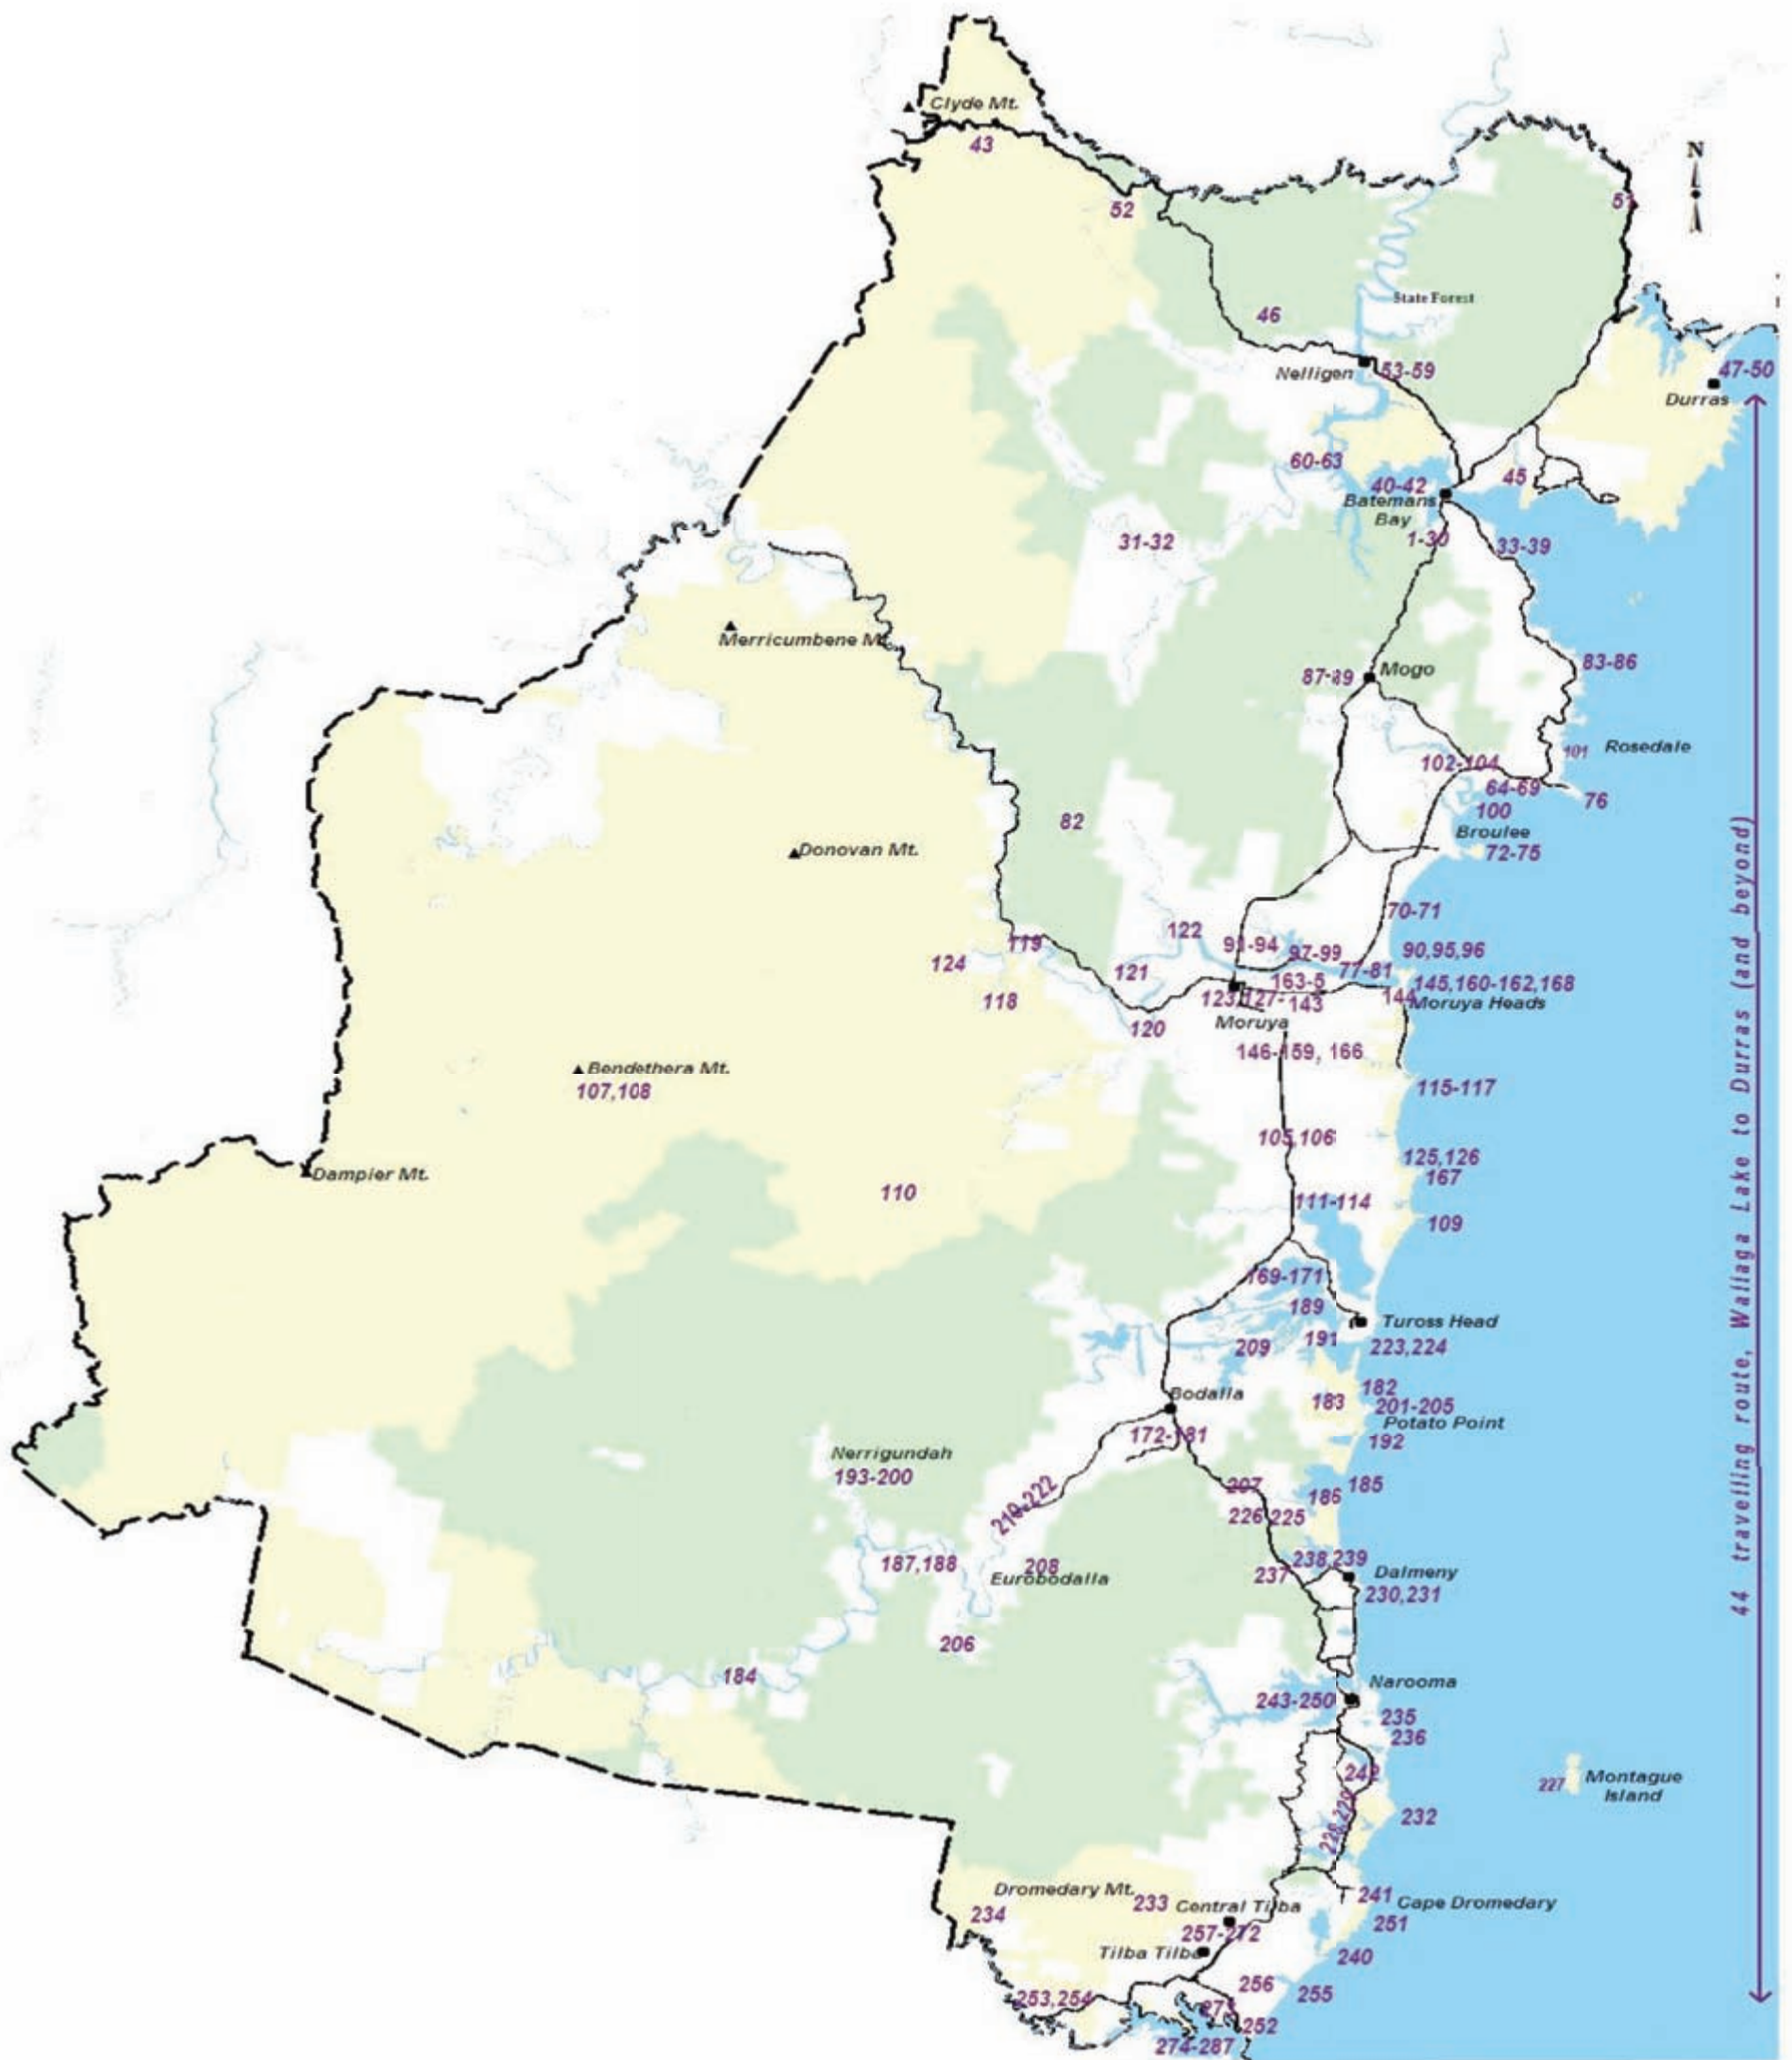 Clyde Mt.
43
N
52
51
State Forest
46
Nelligen
53-59
47-50
Durras
60-63
45
40-42
Batemans
Bay
31-32
1-30
33-39
Merricumbene Mt.
83-86
Mogo
87-89
101
Rosedale
102-104
64-69
76
100
82
Broulee
Donovan Mt.
72-75
70-71
122
91-94
119
97-99
90,95,96
124
121
77-81
163-5
145,160-162,168
118
123,127-
143
144
Moruya Heads
120
Moruya
146-159, 166
Bendethera Mt.
107,108
115-117
105,106
125,126
Dampier Mt.
167
110
111-114
109
169-171
189
Tuross Head
191
209
223,224
182
Bodalla
183
201-205
Potato Point
172-181
192
Nerrigundah
193-200
207
185
210-222
186
226
225
238,239
187,188
208
237
Dalmeny
Eurobodalla
230,231
206
184
Narooma
243-250
235
236
242
227
Montague
Island
232
Dromedary Mt.
233
Central Tilba
241
Cape Dromedary
234
251
257-272
Tilba Tilba
240
256
255
253,254
273
252
274-287
44 travelling route, Wallaga Lake to Durras (and beyond)